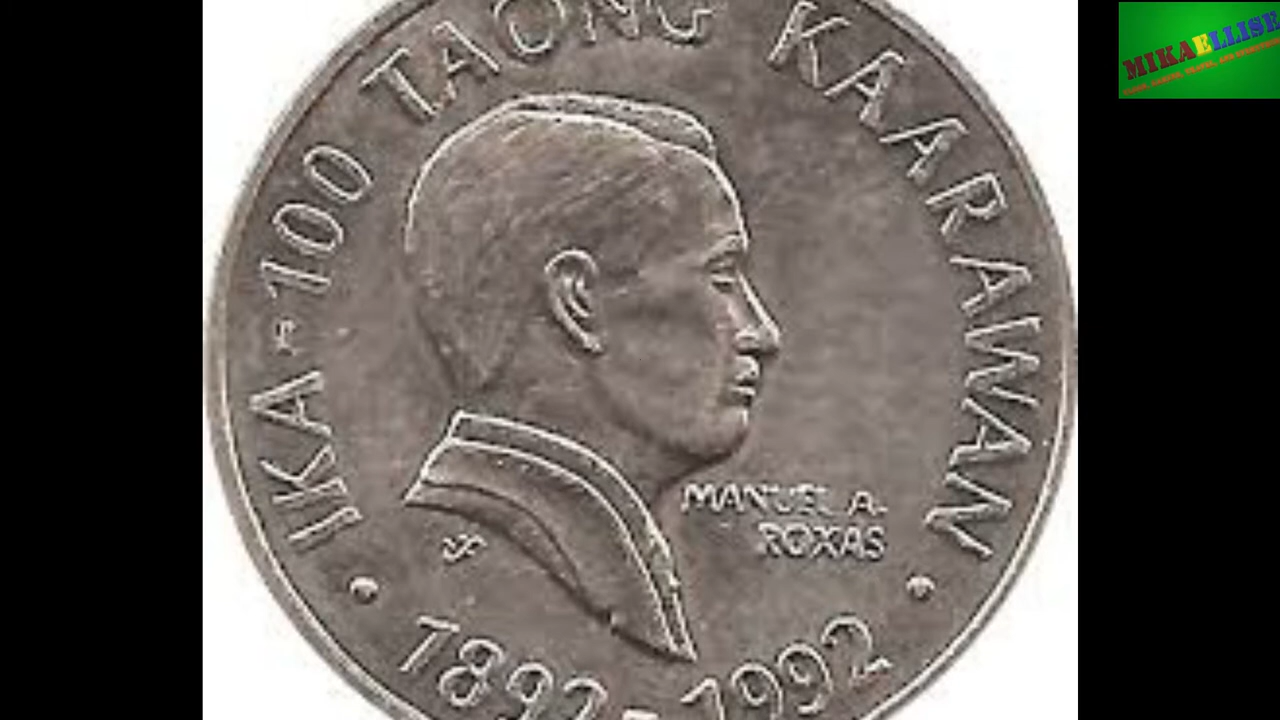 IKA-100 TAONG KAARAWAN
MANUEL A.
ROXAS
1892-1992
MIKAELLISE